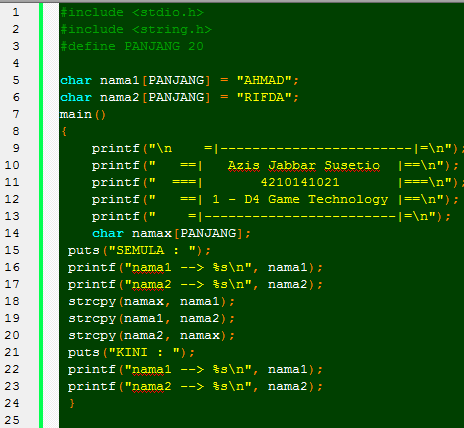 1 #include <stdio.h>
2 #include <string.h>
3 #define PANJANG 20
4
5 char nama1[PANJANG] = "AHMAD";
6 char nama2[PANJANG] = "RIFDA";
7 main()
8 {
9     printf("\n    =|------------------------|=\n");
10     printf("   ==|   Azis Jabbar Susetio  |==\n");
11     printf("  ===|       4210141021       |===\n");
12     printf("   ==| 1 - D4 Game Technology |==\n");
13     printf("    =|------------------------|=\n");
14     char namax[PANJANG];
15 puts("SEMULA : ");
16 printf("nama1 --> %s\n", nama1);
17 printf("nama2 --> %s\n", nama2);
18 strcpy(namax, nama1);
19 strcpy(nama1, nama2);
20 strcpy(nama2, namax);
21 puts("KINI : ");
22 printf("nama1 --> %s\n", nama1);
23 printf("nama2 --> %s\n", nama2);
24 }
25